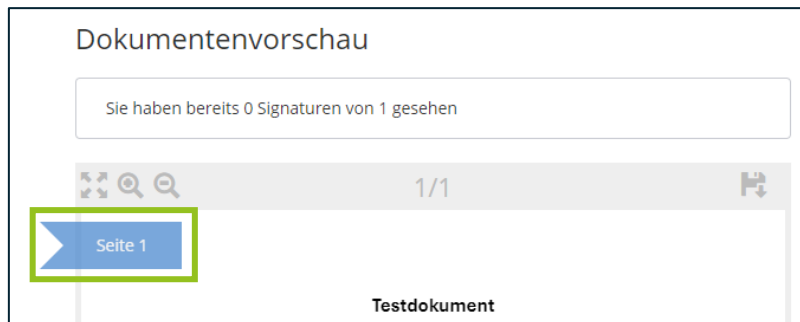 Dokumentenvorschau
Sie haben bereits 0 Signaturen von 1 gesehen
1/1
Seite 1
Testdokument